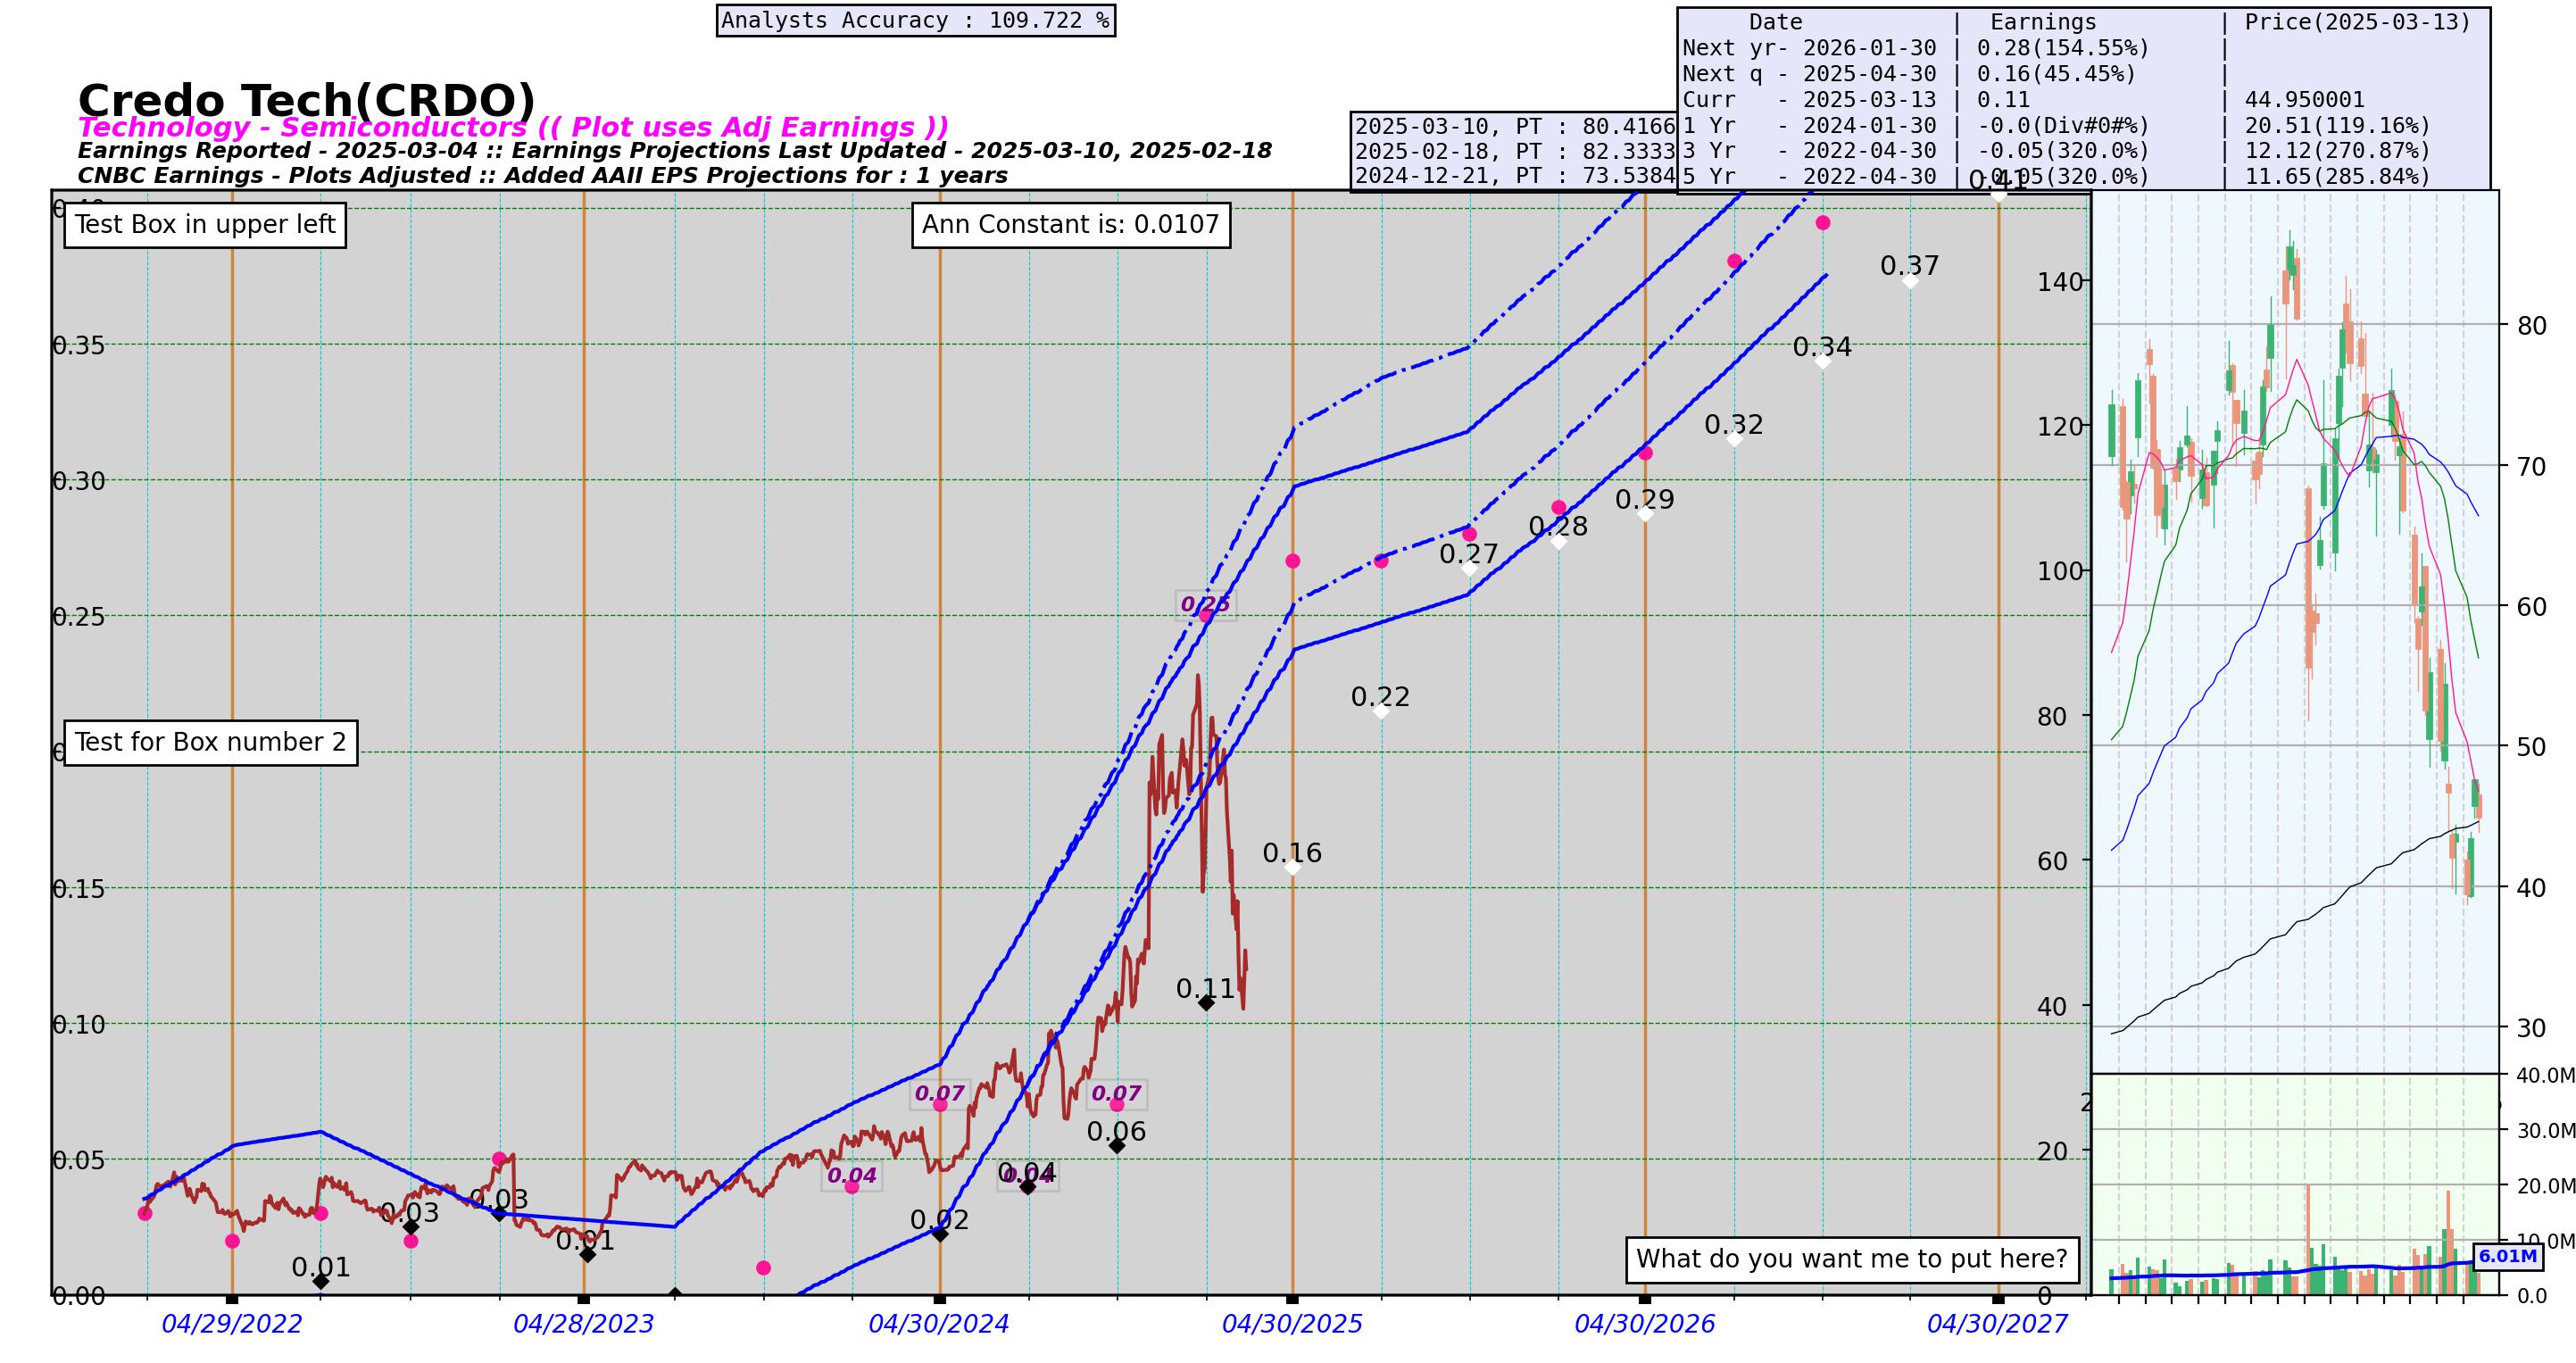 Analysts Accuracy : 109.722 %
Date | Earnings | Price(2025-03-13)
Next yr- 2026-01-30 | 0.28(154.55%) |
Next q - 2025-04-30 | 0.16(45.45%) |
Curr - 2025-03-13 | 0.11 | 44.950001
1 Yr - 2024-01-30 | -0.0(Div#0#%) | 20.51(119.16%)
3 Yr - 2022-04-30 | -0.05(320.0%) | 12.12(270.87%)
5 Yr - 2022-04-30 | -0.05(320.0%) | 11.65(285.84%)
Credo Tech(CRDO)
Technology - Semiconductors (( Plot uses Adj Earnings ))
Earnings Reported - 2025-03-04 :: Earnings Projections Last Updated - 2025-03-10, 2025-02-18
CNBC Earnings - Plots Adjusted :: Added AAII EPS Projections for : 1 years
2025-03-10, PT : 80.4166
2025-02-18, PT : 82.3333
2024-12-21, PT : 73.5384
Test Box in upper left
Ann Constant is: 0.0107
Test for Box number 2
What do you want me to put here?
0.35
0.30
0.25
0.15
0.10
0.05
0.00
0.01
0.03
0.03
0.01
0.04
0.07
0.02
0.04
0.07
0.06
0.25
0.11
0.16
0.22
0.27
0.28
0.29
0.32
0.34
0.37
0.41
140
120
100
80
60
40
20
0
80
70
60
50
40
30
40.0M
30.0M
20.0M
10.0M
6.01M
0.0
04/29/2022
04/28/2023
04/30/2024
04/30/2025
04/30/2026
04/30/2027